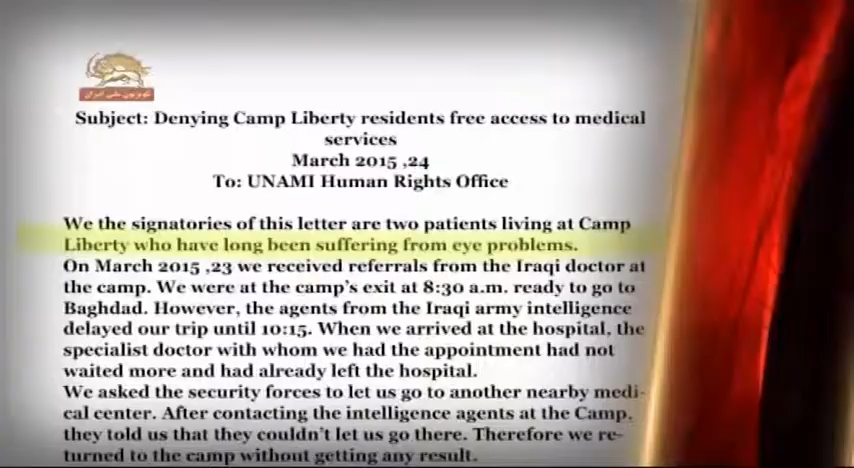 تلویزیون ملی ایران
Subject: Denying Camp Liberty residents free access to medical
services
March 2015 ,24
To: UNAMI Human Rights Office
We the signatories of this letter are two patients living at Camp
Liberty who have long been suffering from eye problems.
On March 2015 ,23 we received referrals from the Iraqi doctor at
the camp. We were at the camp's exit at 8:30 a.m. ready to go to
Baghdad. However, the agents from the Iraqi army intelligence
delayed our trip until 10:15. When we arrived at the hospital, the
specialist doctor with whom we had the appointment had not
waited more and had already left the hospital.
We asked the security forces to let us go to another nearby medi-
cal center. After contacting the intelligence agents at the Camp,
they told us that they couldn't let us go there. Therefore we re-
turned to the camp without getting any result.